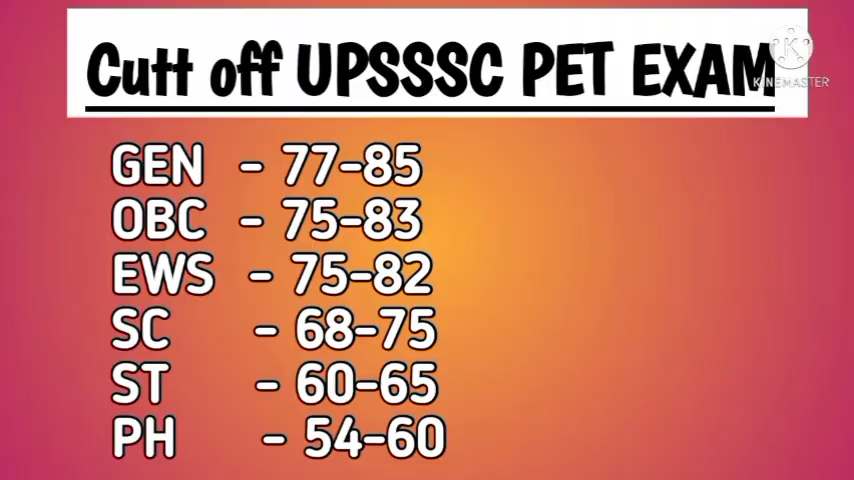 Cutt off UPSSSC PET EXAM
KINEMASTER
GEN - 77-85
OBC - 75-83
EWS - 75-82
SC - 68-75
ST - 60-65
PH - 54-60